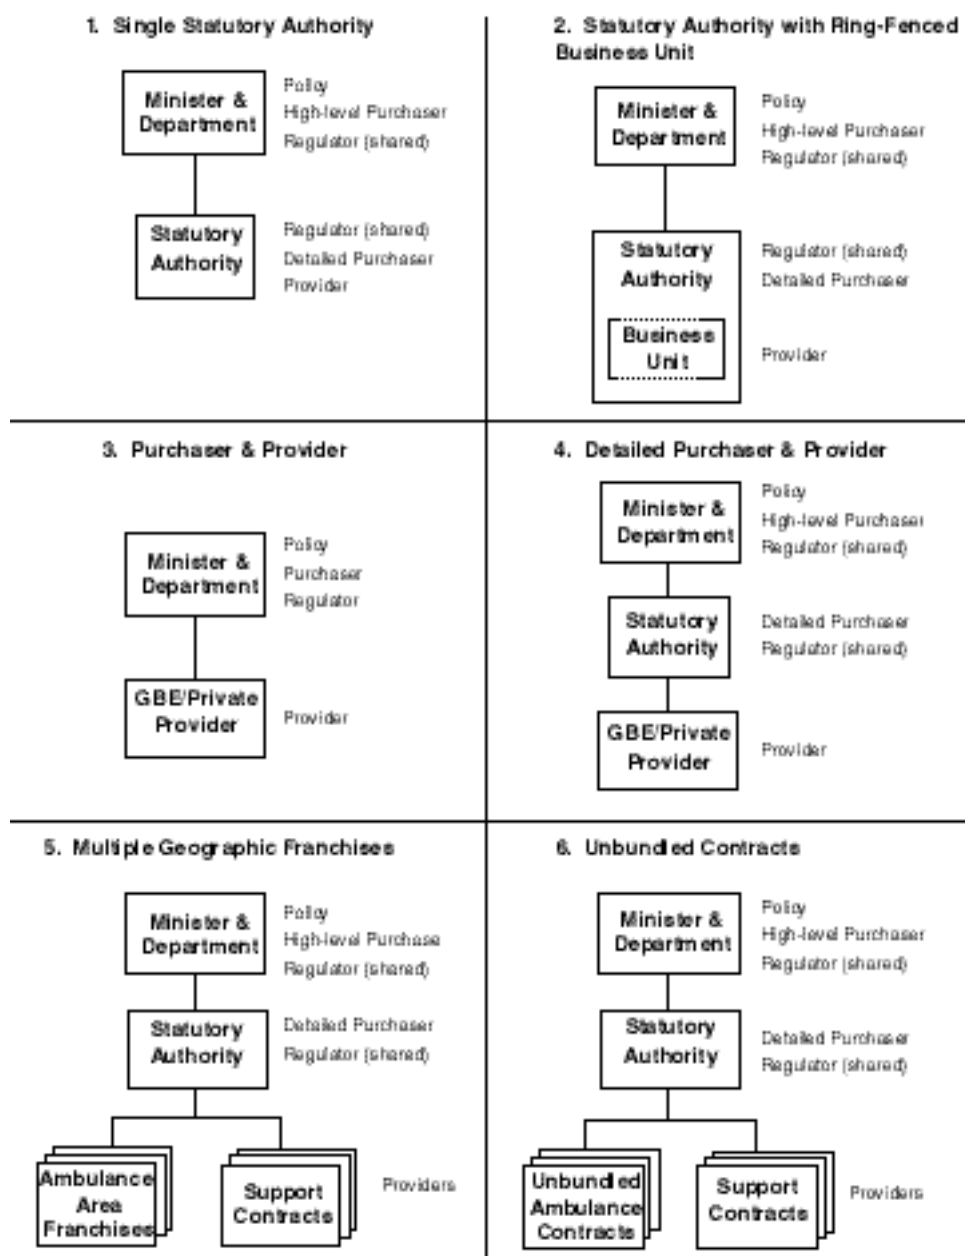 1. Single Statutory Authority
Minister &
Department
Policy
High-level Purchaser
Regulator (shared)
Statutory
Authority
Regulator (shared)
Detailed Purchaser
Provider
2. Statutory Authority with Ring-Fenced
Business Unit
Minister &
Department
Policy
High-level Purchaser
Regulator (shared)
Statutory
Authority
Regulator (shared)
Detailed Purchaser
Business
Unit
Provider
3. Purchaser & Provider
Minister &
Department
Policy
Purchaser
Regulator
GBE/Private
Provider
Provider
4. Detailed Purchaser & Provider
Minister &
Department
Policy
High-level Purchaser
Regulator (shared)
Statutory
Authority
Detailed Purchaser
Regulator (shared)
GBE/Private
Provider
Provider
5. Multiple Geographic Franchises
Minister &
Department
Policy
High-level Purchase
Regulator (shared)
Statutory
Authority
Detailed Purchaser
Regulator (shared)
Ambulance
Area
Franchises
Support
Contracts
Providers
6. Unbundled Contracts
Minister &
Department
Policy
High-level Purchaser
Regulator (shared)
Statutory
Authority
Detailed Purchaser
Regulator (shared)
Unbundled
Ambulance
Contracts
Support
Contracts
Providers